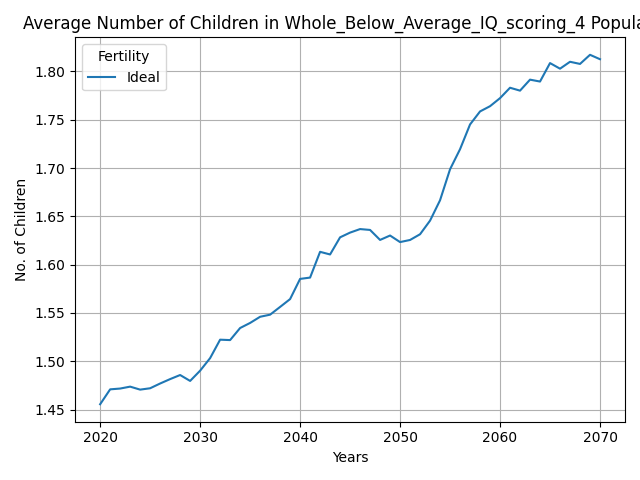 Average Number of Children in Whole_Below_Average_IQ_scoring_4 Popula
Fertility
Ideal
1.80
1.75
1.70
1.65
1.60
1.55
1.50
1.45
No. of Children
2020 2030 2040 2050 2060 2070
Years